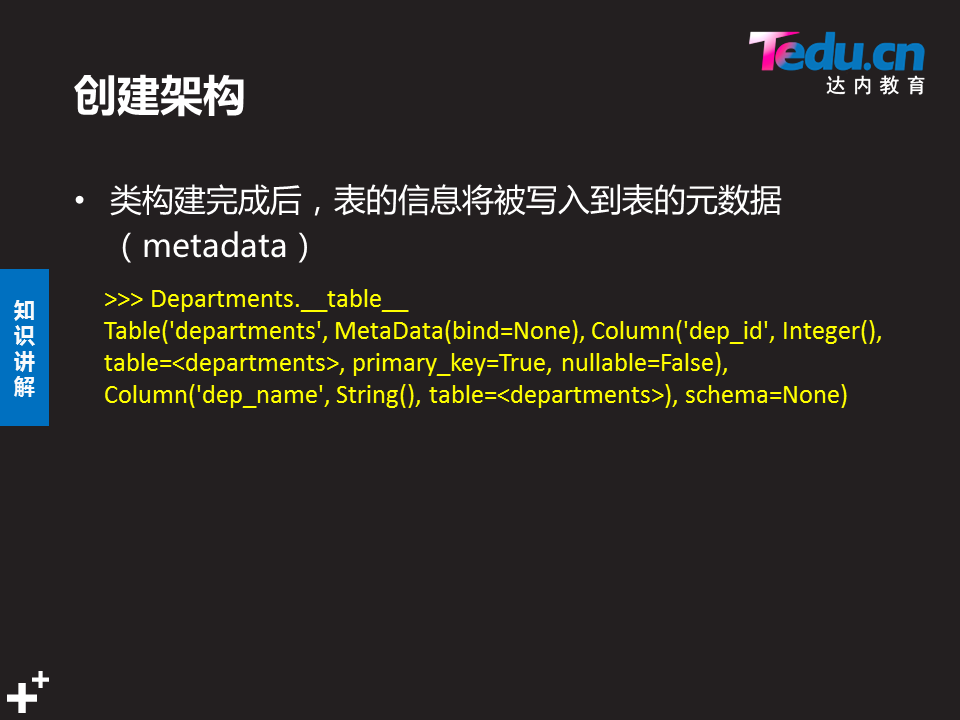 Tedu.cn
达内教育
创建架构
• 类构建完成后，表的信息将被写入到表的元数据
（metadata）
知识讲解
>>> Departments.__table__
Table('departments', MetaData(bind=None), Column('dep_id', Integer(),
table=<departments>, primary_key=True, nullable=False),
Column('dep_name', String(), table=<departments>), schema=None)